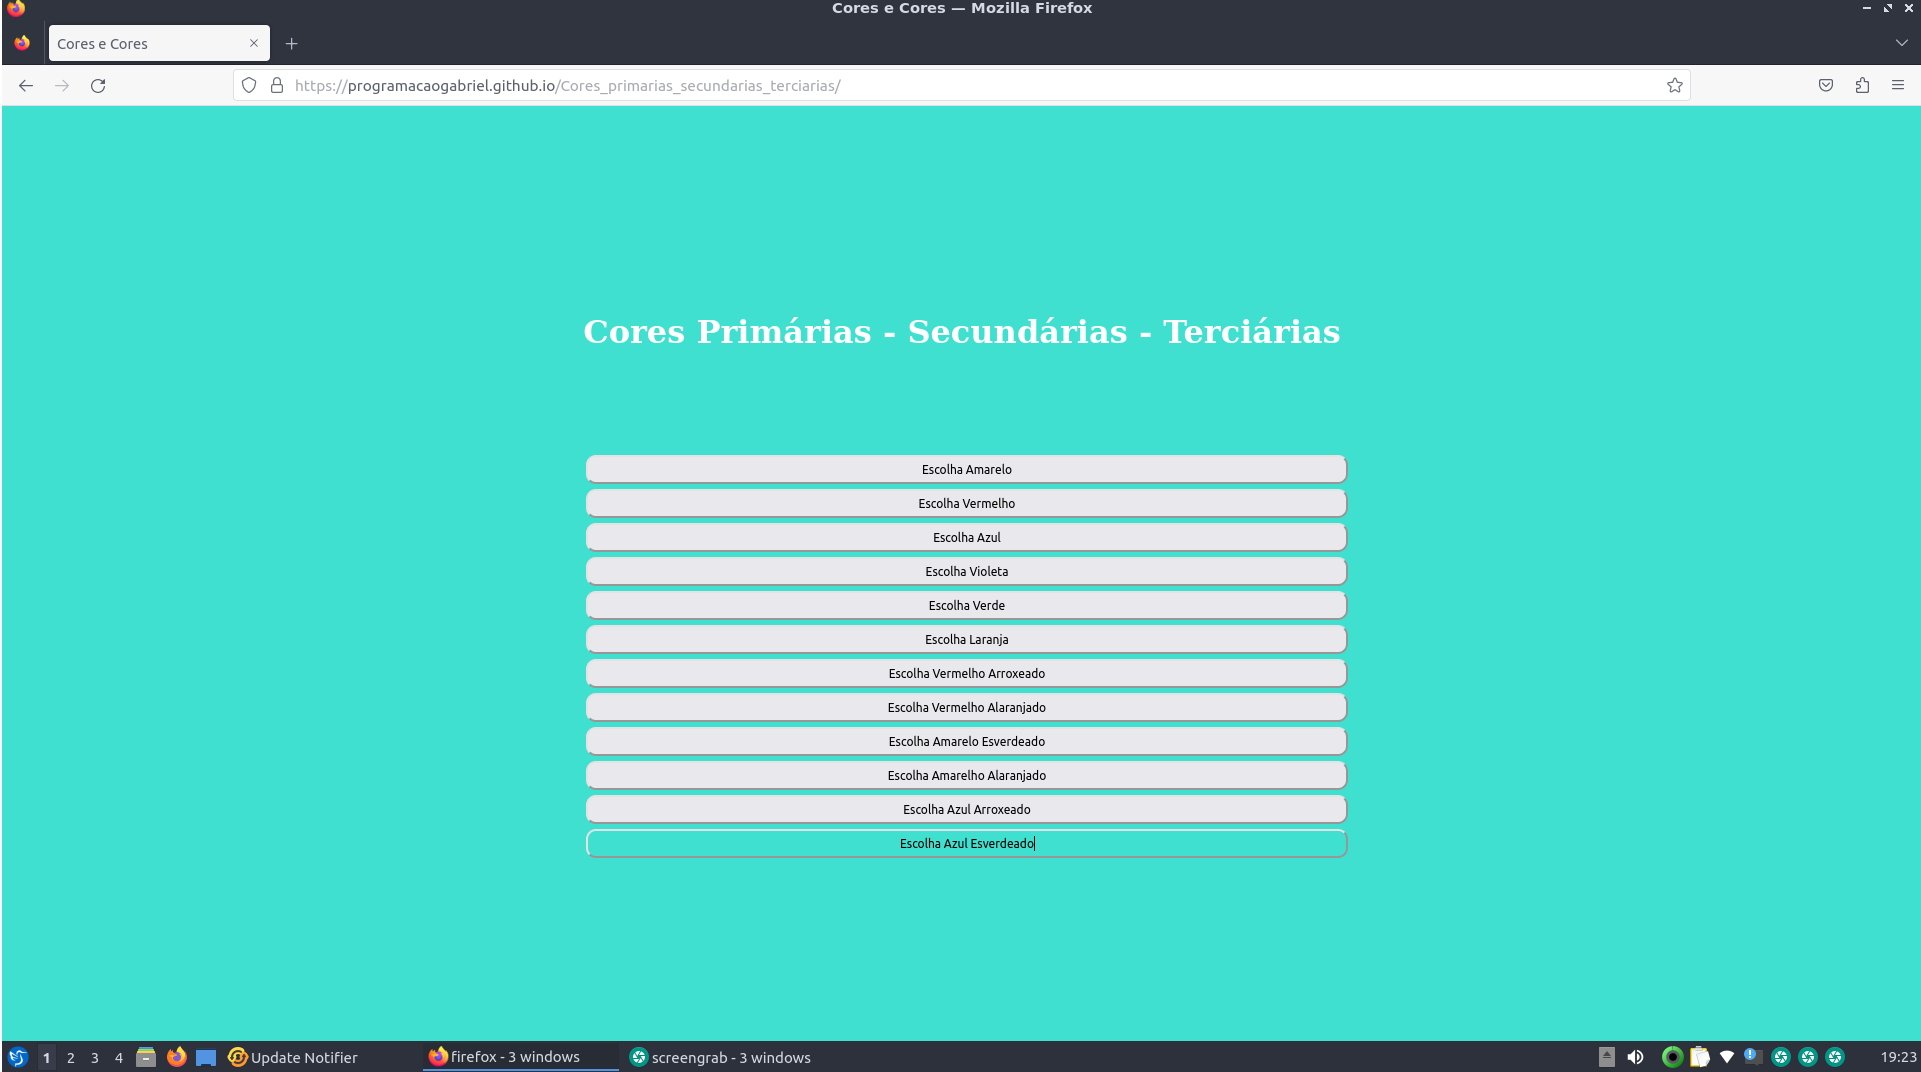 Cores e Cores — Mozilla Firefox
Cores e Cores
https://programacaogabriel.github.io/Cores_primarias_secundarias_terciarias/
Cores Primárias - Secundárias - Terciárias
Escolha Amarelo
Escolha Vermelho
Escolha Azul
Escolha Violeta
Escolha Verde
Escolha Laranja
Escolha Vermelho Arroxeado
Escolha Vermelho Alaranjado
Escolha Amarelo Esverdeado
Escolha Amarelho Alaranjado
Escolha Azul Arroxeado
Escolha Azul Esverdeado
1 2 3 4 Update Notifier firefox - 3 windows screengrab - 3 windows 19:23